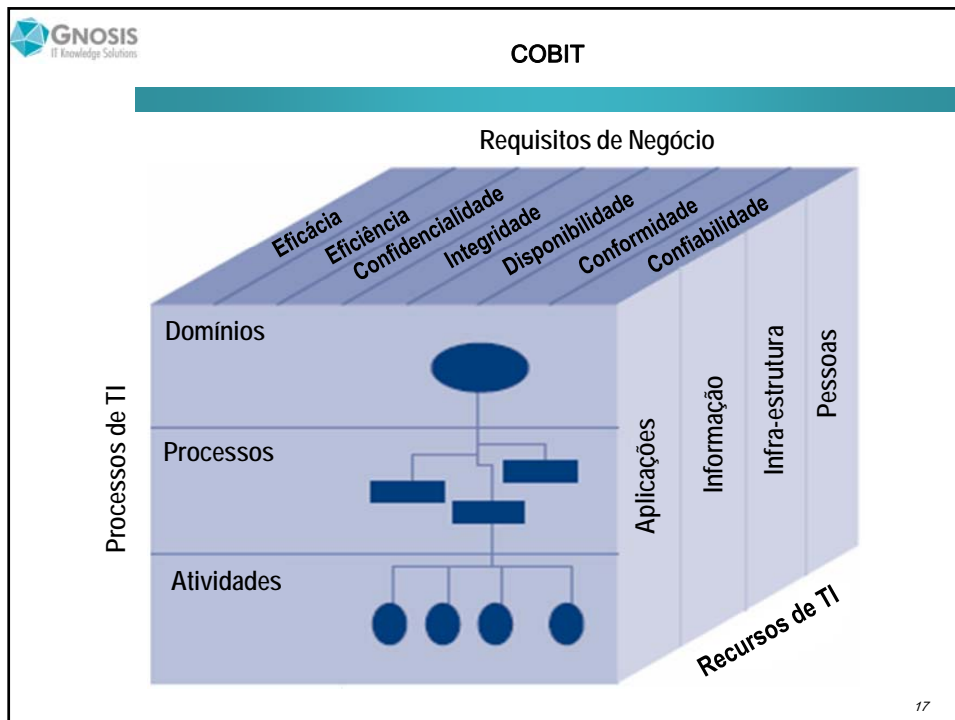 GNOSIS
IT Knowledge Solutions
COBIT
Requisitos de Negócio
Eficácia
Eficiência
Confidencialidade
Integridade
Disponibilidade
Conformidade
Confiabilidade
Processos de TI
Domínios
Processos
Atividades
Aplicações
Informação
Infra-estrutura
Pessoas
Recursos de TI
17